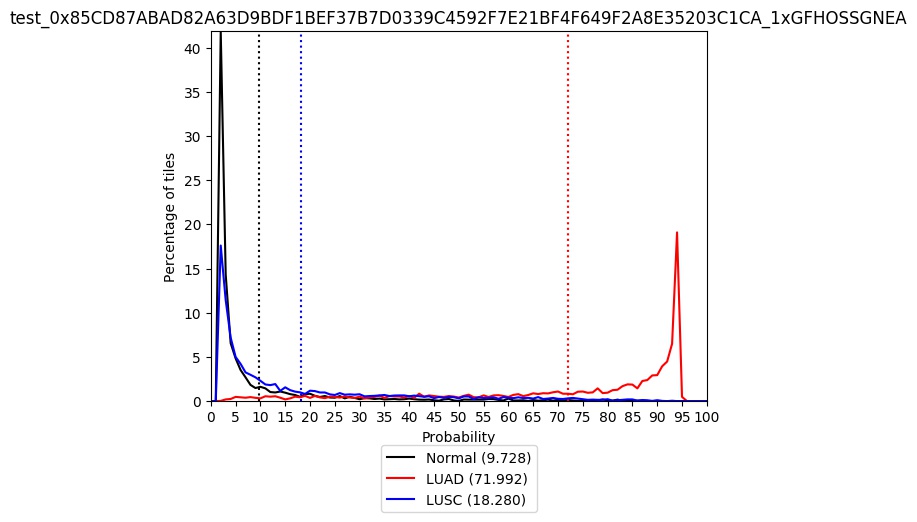 test_0x85CD87ABAD82A63D9BDF1BEF37B7D0339C4592F7E21BF4F649F2A8E35203C1CA_1xGFHOSSGNEA
40
35
30
25
20
15
10
5
0
Percentage of tiles
0 5 10 15 20 25 30 35 40 45 50 55 60 65 70 75 80 85 90 95 100
Probability
Normal (9.728)
LUAD (71.992)
LUSC (18.280)